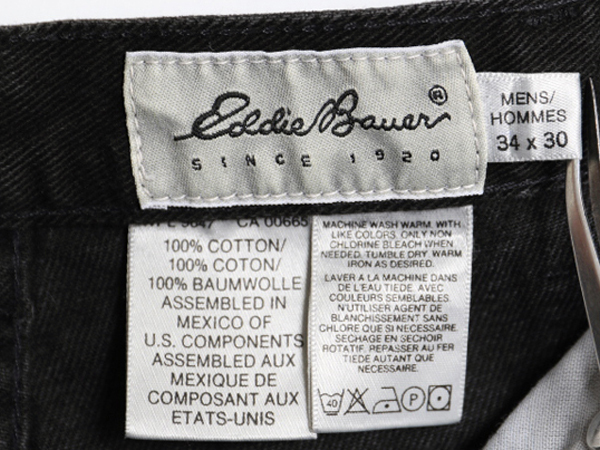 Eddie Bauer®
SINCE 1920
MENS/
HOMMES
34 x 30
CA 00665
100% COTTON/
100% COTON/
100% BAUMWOLLE
ASSEMBLED IN
MEXICO OF
U.S. COMPONENTS
ASSEMBLED AUX
MEXIQUE DE
COMPOSANT AUX
ETATS-UNIS
MACHINE WASH WARM. WITH
LIKE COLORS. ONLY NON
CHLORINE BLEACH WHEN
NEEDED. TUMBLE DRY. WARM
IRON AS DESIRED.
LAVER A LA MACHINE DANS
DE L'EAU TIEDE. AVEC
COULEURS SEMBLABLES.
N'UTILISER AGENT DE
BLANCHISSEMENT SANS
CHLORE QUE SI NECESSAIRE.
SECHAGE EN SECHOIR
ROTATIF. REPASSER AU FER
TIEDE AUTANT QUE
NECESSAIRE.
40 P